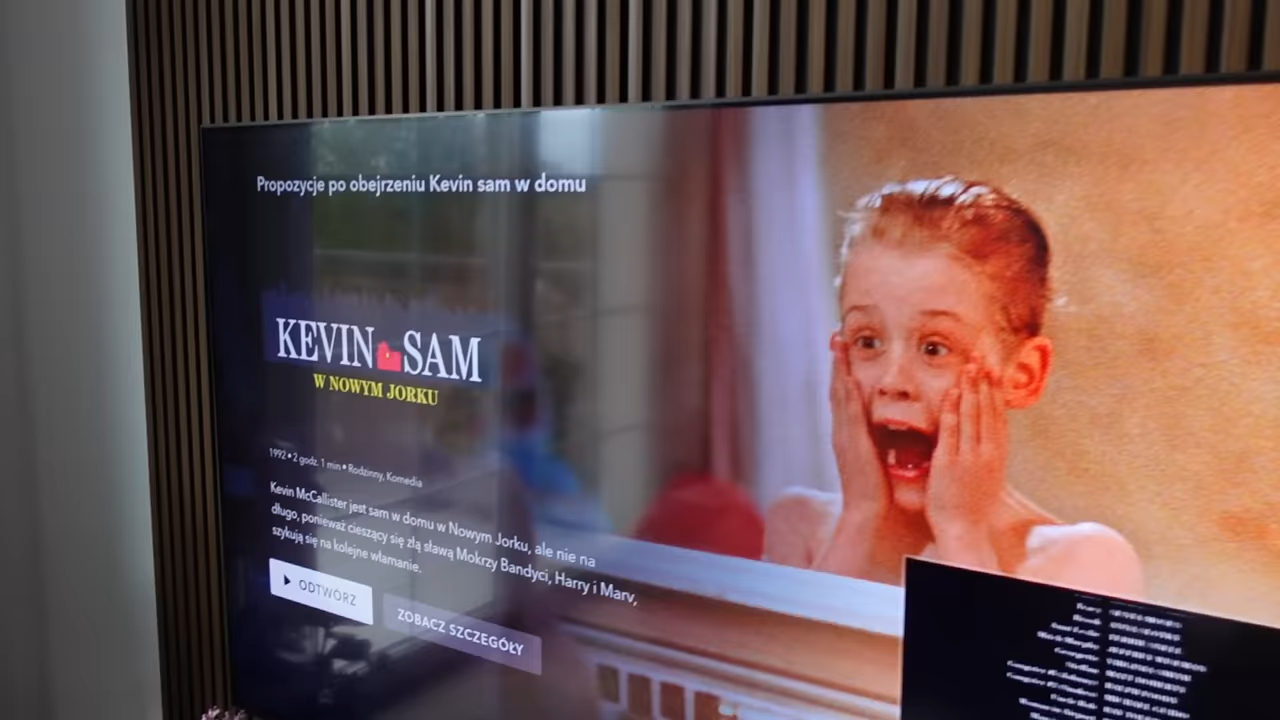 Propozycje po obejrzeniu Kevin sam w domu
KEVIN SAM
W NOWYM JORKU
1992 • 2 godz. 1 min • Rodzinny, Komedia
Kevin McCallister jest sam w domu w Nowym Jorku, ale nie na
długo, ponieważ cieszący się złą sławą Mokrzy Bandyci, Harry i Marv,
szykują się na kolejne włamanie.
ODTWÓRZ
ZOBACZ SZCZEGÓŁY